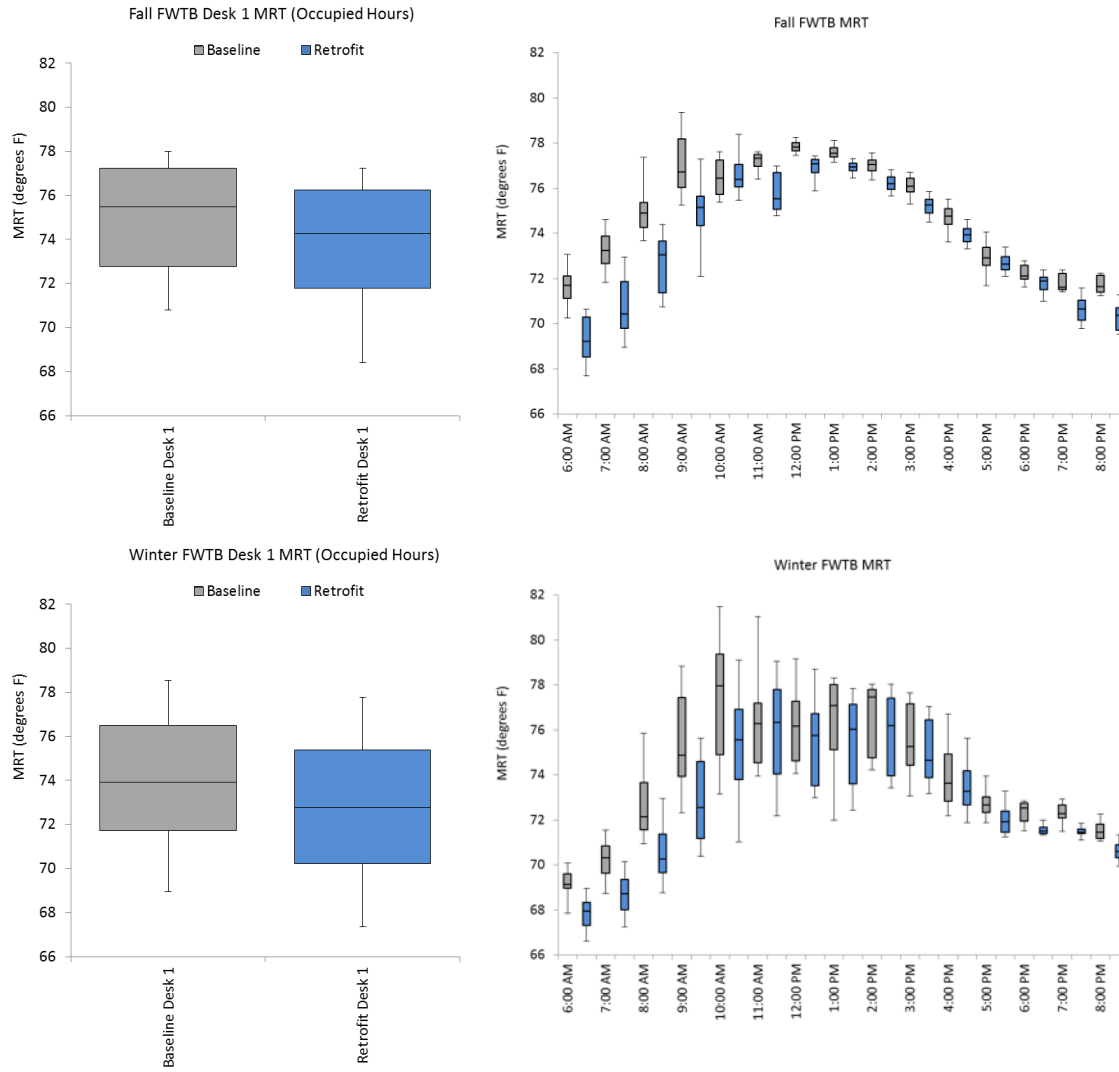 Fall FWTB Desk 1 MRT (Occupied Hours)
Baseline Retrofit
MRT (degrees F)
82
80
78
76
74
72
70
68
66
Baseline Desk 1
Retrofit Desk 1
Fall FWTB MRT
MRT (degrees F)
82
80
78
76
74
72
70
68
66
6:00 AM
7:00 AM
8:00 AM
9:00 AM
10:00 AM
11:00 AM
12:00 PM
1:00 PM
2:00 PM
3:00 PM
4:00 PM
5:00 PM
6:00 PM
7:00 PM
8:00 PM
Winter FWTB Desk 1 MRT (Occupied Hours)
Baseline Retrofit
MRT (degrees F)
82
80
78
76
74
72
70
68
66
Baseline Desk 1
Retrofit Desk 1
Winter FWTB MRT
MRT (degrees F)
82
80
78
76
74
72
70
68
66
6:00 AM
7:00 AM
8:00 AM
9:00 AM
10:00 AM
11:00 AM
12:00 PM
1:00 PM
2:00 PM
3:00 PM
4:00 PM
5:00 PM
6:00 PM
7:00 PM
8:00 PM